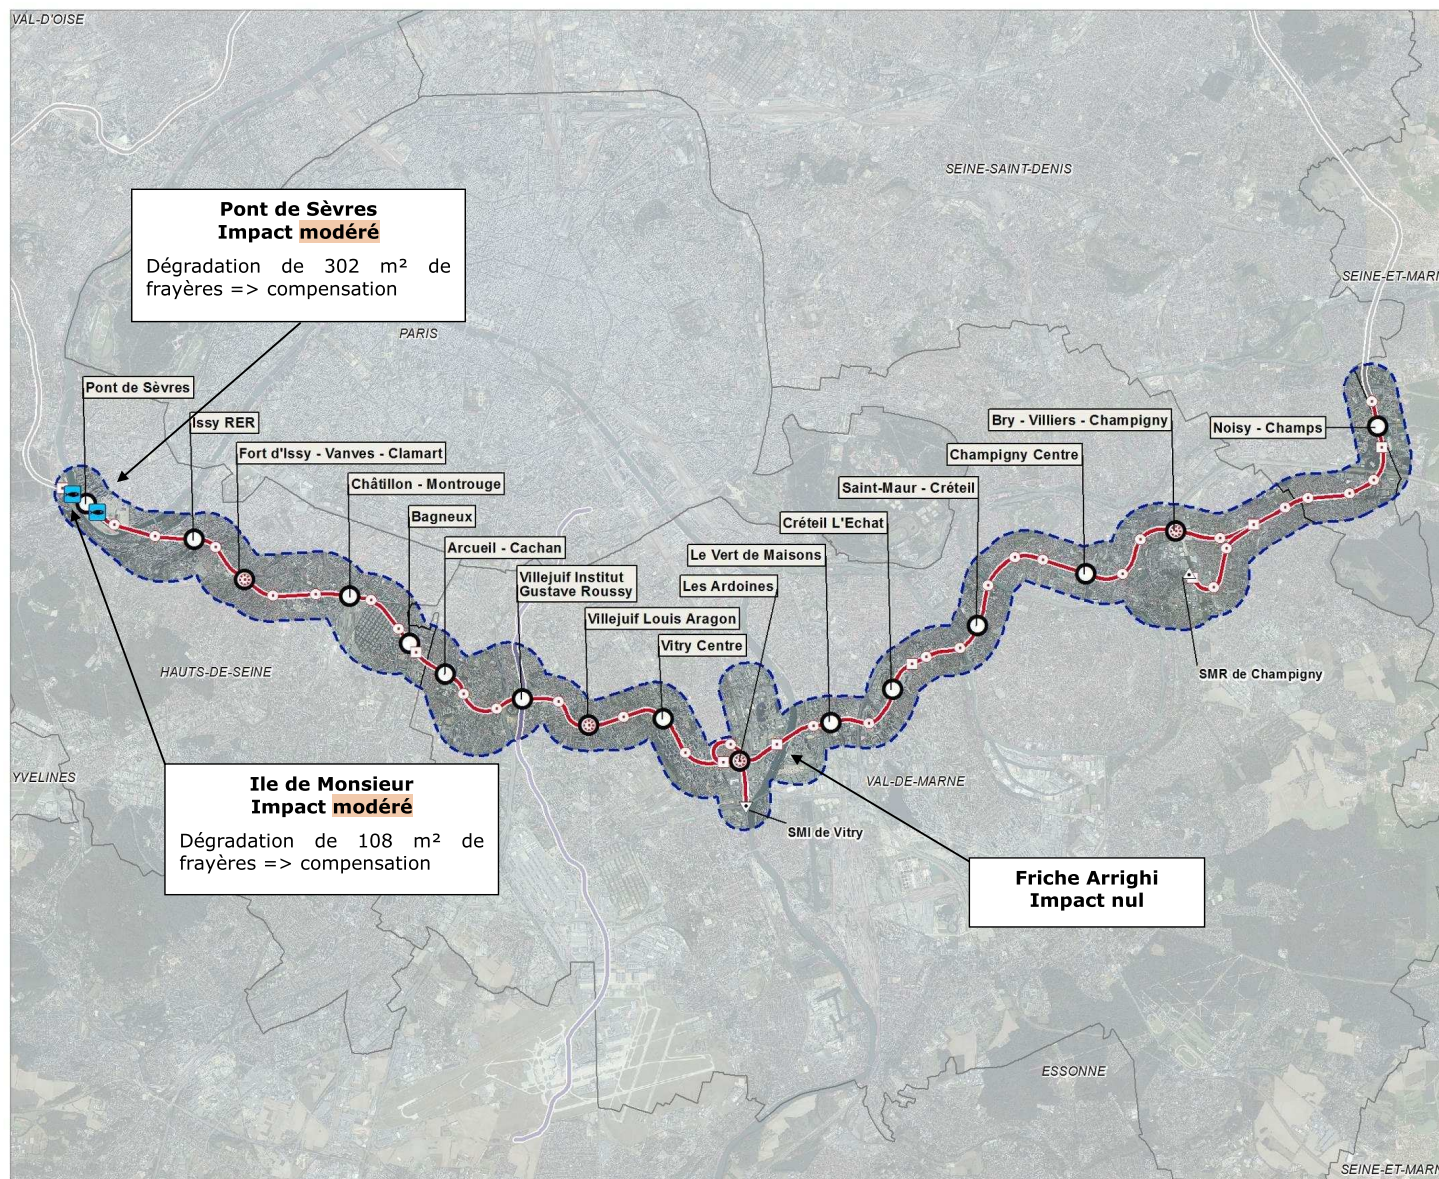 VAL-D'OISE
SEINE-SAINT-DENIS
Pont de Sèvres
Impact modéré
Dégradation de 302 m² de
frayères => compensation
SEINE-ET-MARN
PARIS
Pont de Sèvres
Issy RER
Fort d'Issy - Vanves - Clamart
Châtillon - Montrouge
Bagneux
Arcueil - Cachan
Villejuif Institut
Gustave Roussy
Villejuif Louis Aragon
Vitry Centre
Les Ardoines
Le Vert de Maisons
Créteil L'Echat
Saint-Maur - Créteil
Champigny Centre
Bry - Villiers - Champigny
Noisy - Champs
HAUTS-DE-SEINE
SMR de Champigny
YVELINES
VAL-DE-MARNE
Ile de Monsieur
Impact modéré
Dégradation de 108 m² de
frayères => compensation
SMI de Vitry
Friche Arrighi
Impact nul
ESSONNE
SEINE-ET-MARN